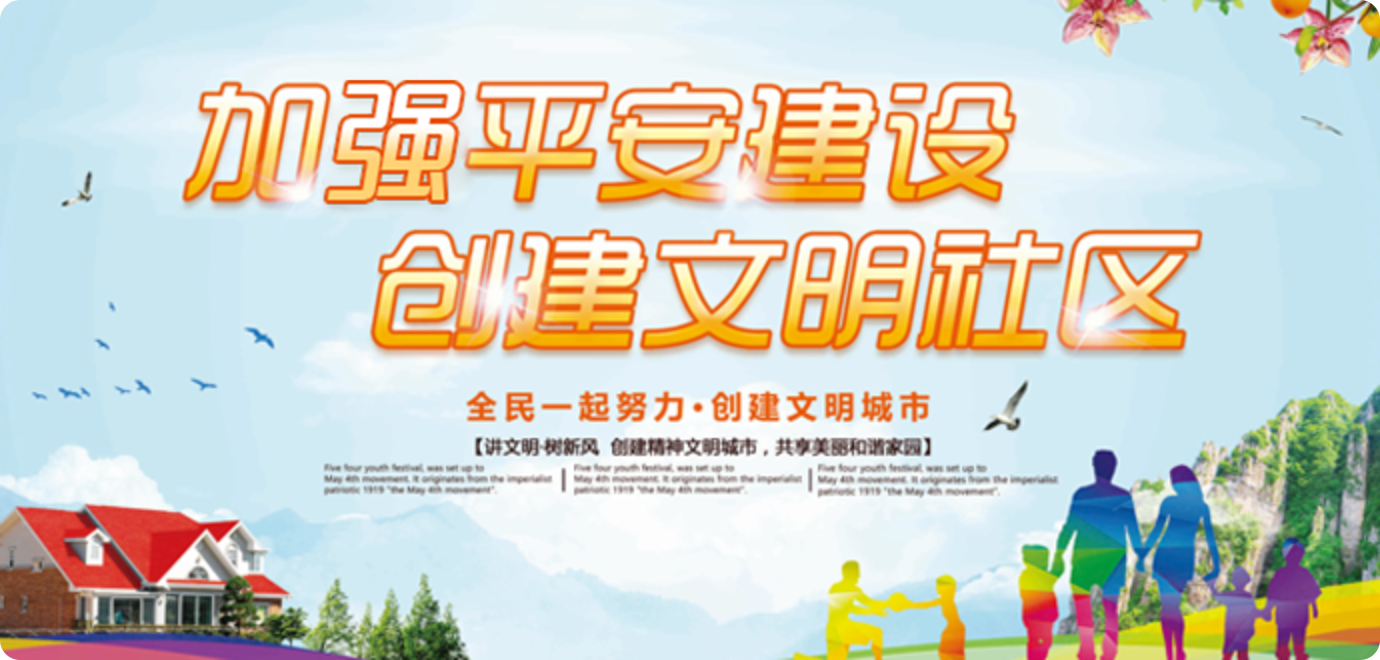 加强平安建设
创建文明社区
全民一起努力·创建文明城市
【讲文明·树新风 创建精神文明城市，共享美丽和谐家园】
Five four youth festival, was set up to
May 4th movement. It originates from the imperialist
patriotic 1919 "the May 4th movement".
Five four youth festival, was set up to
May 4th movement. It originates from the imperialist
patriotic 1919 "the May 4th movement".
Five four youth festival, was set up to
May 4th movement. It originates from the imperialist
patriotic 1919 "the May 4th movement".